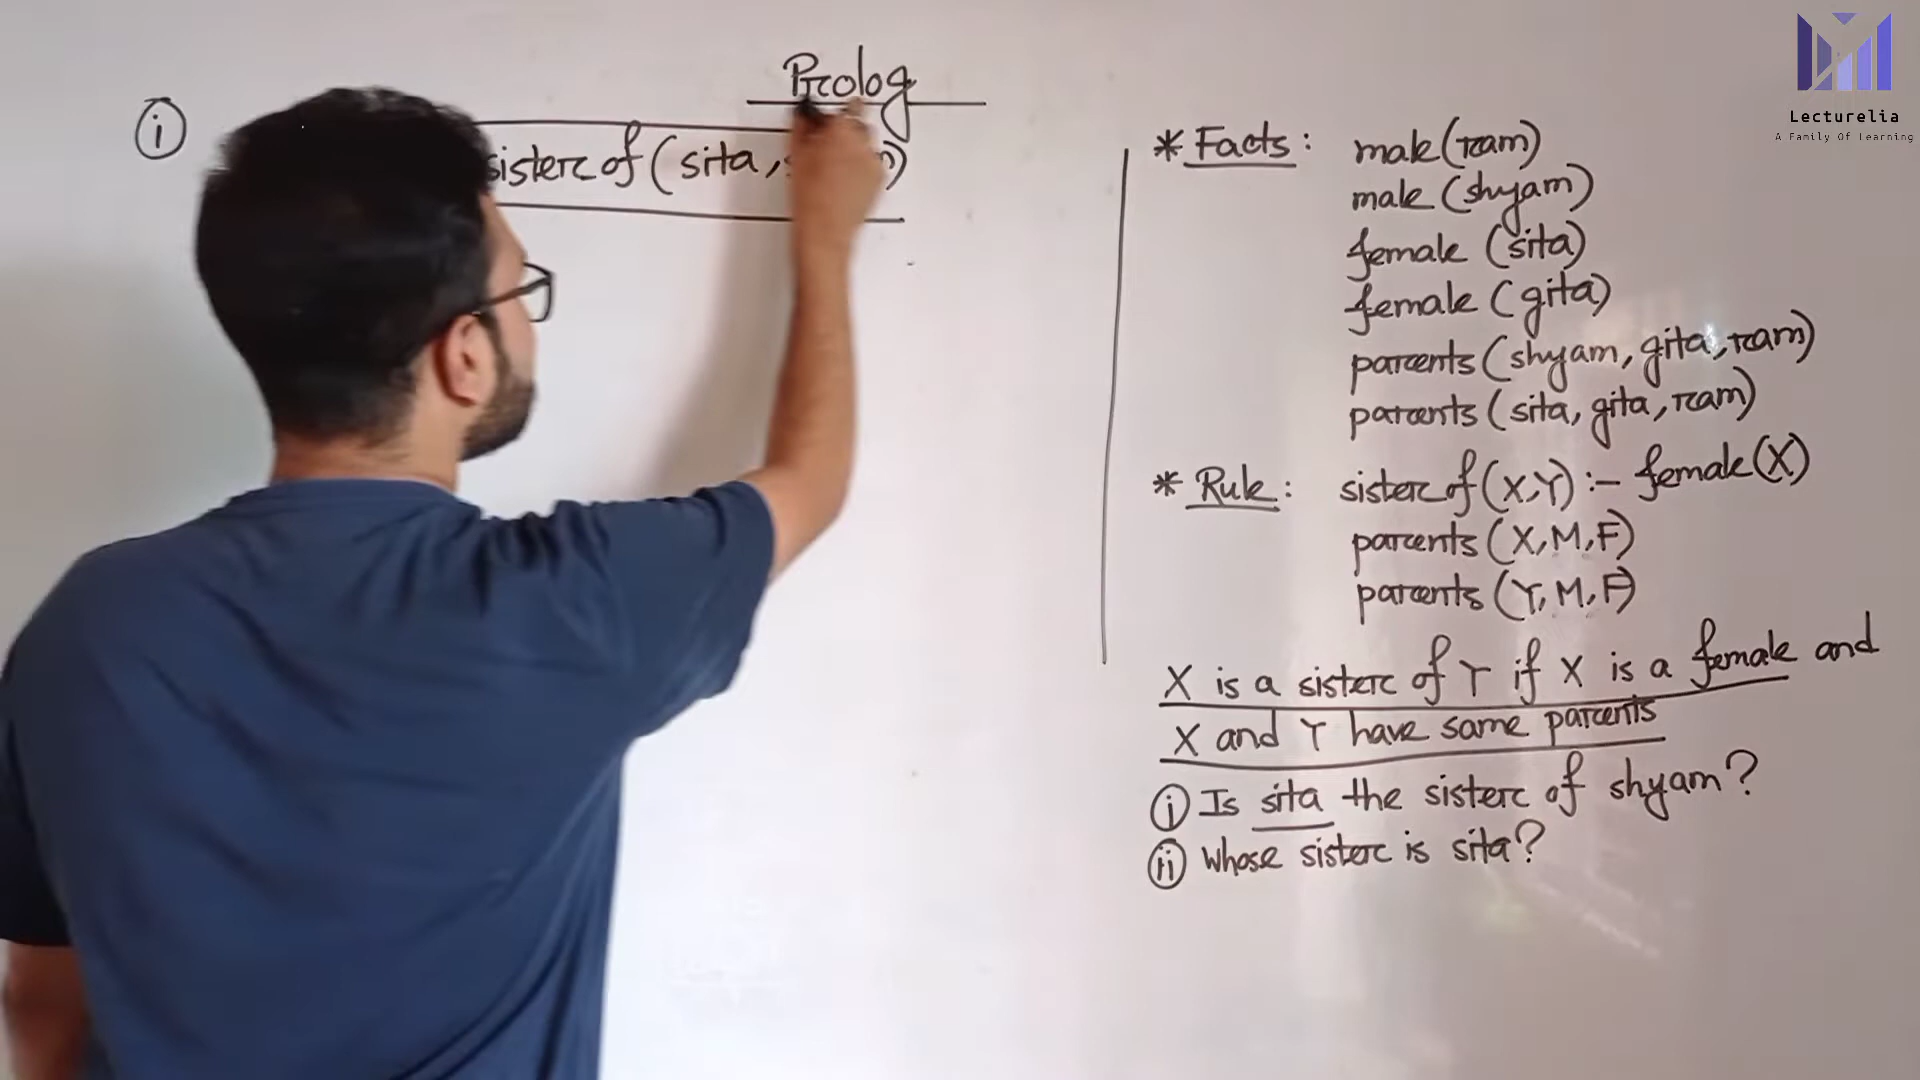 Prolog
i
sister of (sita,
* Facts: male(ram)
male (shyam)
female (sita)
female (gita)
parents (shyam, gita, ram)
parents (sita, gita, ram)
* Rule: sister of (X,Y) :- female(X)
parents (X, M, F)
parents (Y, M, F)
X is a sister of Y if X is a female and
X and Y have same parents
i Is sita the sister of shyam?
ii Whose sister is sita?
Lecturelia
A Family Of Learning